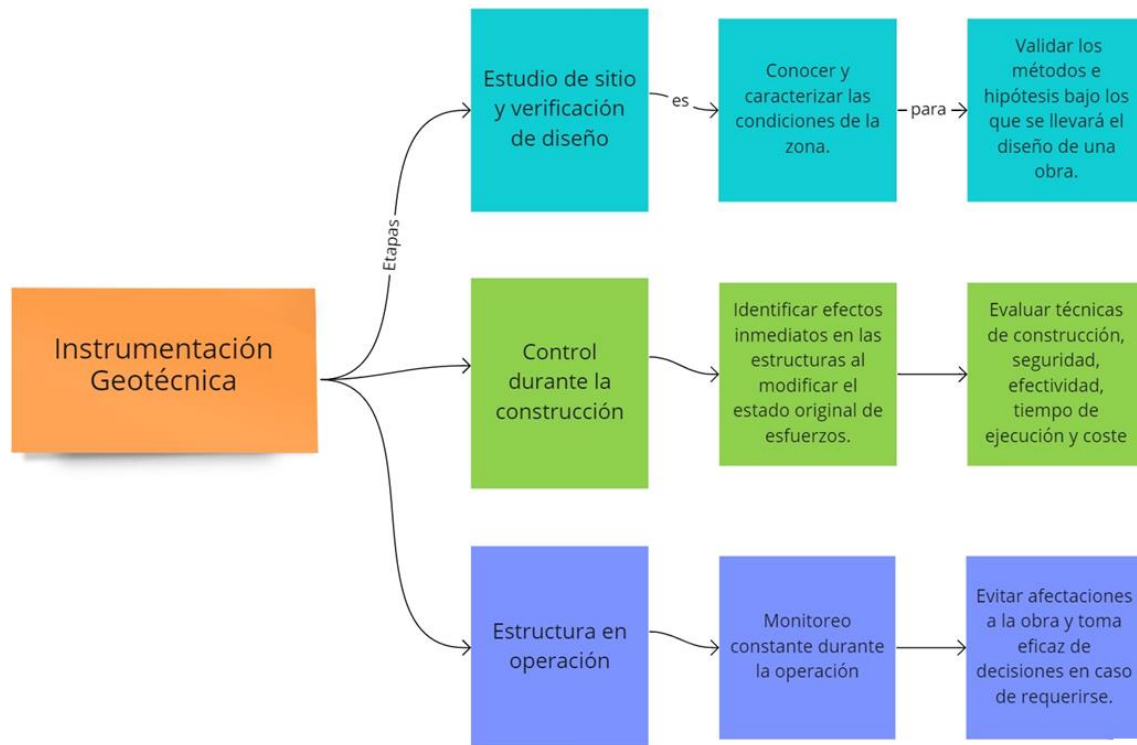 Instrumentación
Geotécnica
Etapas
Estudio de sitio
y verificación
de diseño
es
Conocer y
caracterizar las
condiciones de la
zona.
para
Validar los
métodos e
hipótesis bajo los
que se llevará el
diseño de una
obra.
Control
durante la
construcción
Identificar efectos
inmediatos en las
estructuras al
modificar el
estado original de
esfuerzos.
Evaluar técnicas
de construcción,
seguridad,
efectividad,
tiempo de
ejecución y coste
Estructura en
operación
Monitoreo
constante durante
la operación
Evitar afectaciones
a la obra y toma
eficaz de
decisiones en caso
de requerirse.